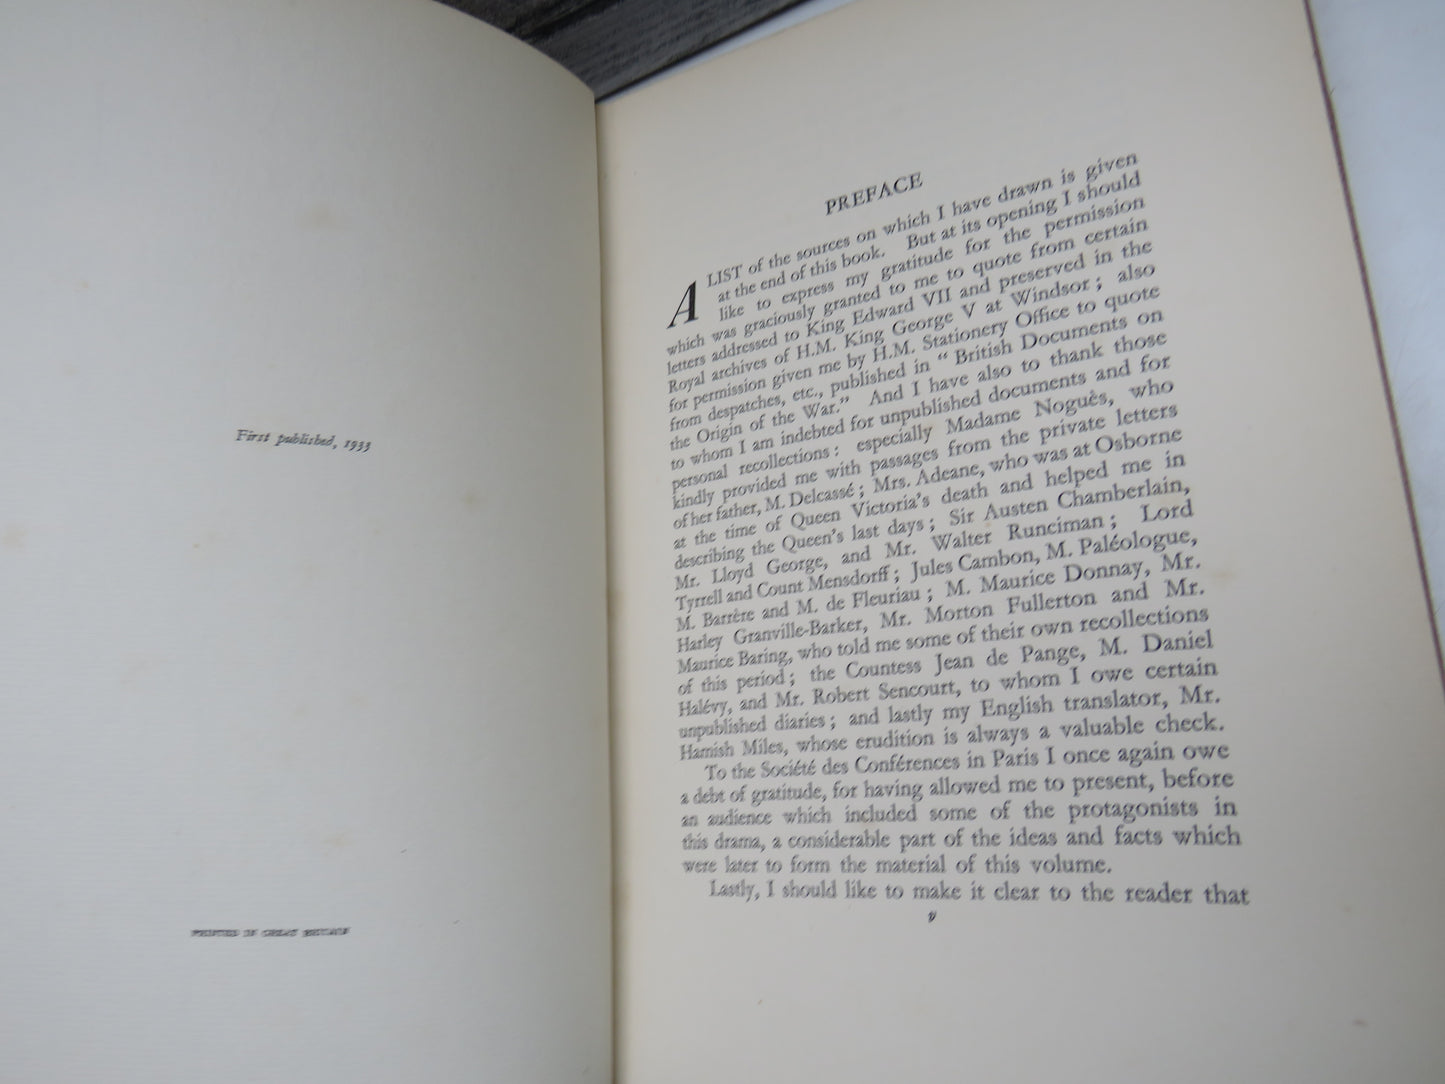 First published, 1933
PRINTED IN GREAT BRITAIN
PREFACE
A LIST of the sources on which I have drawn is given
at the end of this book. But at its opening I should
like to express my gratitude for the permission
which was graciously granted to me to quote from certain
letters addressed to King Edward VII and preserved in the
Royal archives of H.M. King George V at Windsor; also
for permission given me by H.M. Stationery Office to quote
from despatches, etc., published in "British Documents on
the Origin of the War." And I have also to thank those
to whom I am indebted for unpublished documents and for
personal recollections: especially Madame Noguès, who
kindly provided me with passages from the private letters
of her father, M. Delcassé; Mrs. Adeane, who was at Osborne
at the time of Queen Victoria's death and helped me in
describing the Queen's last days; Sir Austen Chamberlain,
Mr. Lloyd George, and Mr. Walter Runciman; Lord
Tyrrell and Count Mensdorff; Jules Cambon, M. Paléologue,
M. Barrère and M. de Fleuriau; M. Maurice Donnay, Mr.
Harley Granville-Barker, Mr. Morton Fullerton and Mr.
Maurice Baring, who told me some of their own recollections
of this period; the Countess Jean de Pange, M. Daniel
Halévy, and Mr. Robert Sencourt, to whom I owe certain
unpublished diaries; and lastly my English translator, Mr.
Hamish Miles, whose erudition is always a valuable check.
To the Société des Conférences in Paris I once again owe
a debt of gratitude, for having allowed me to present, before
an audience which included some of the protagonists in
this drama, a considerable part of the ideas and facts which
were later to form the material of this volume.
Lastly, I should like to make it clear to the reader that
v